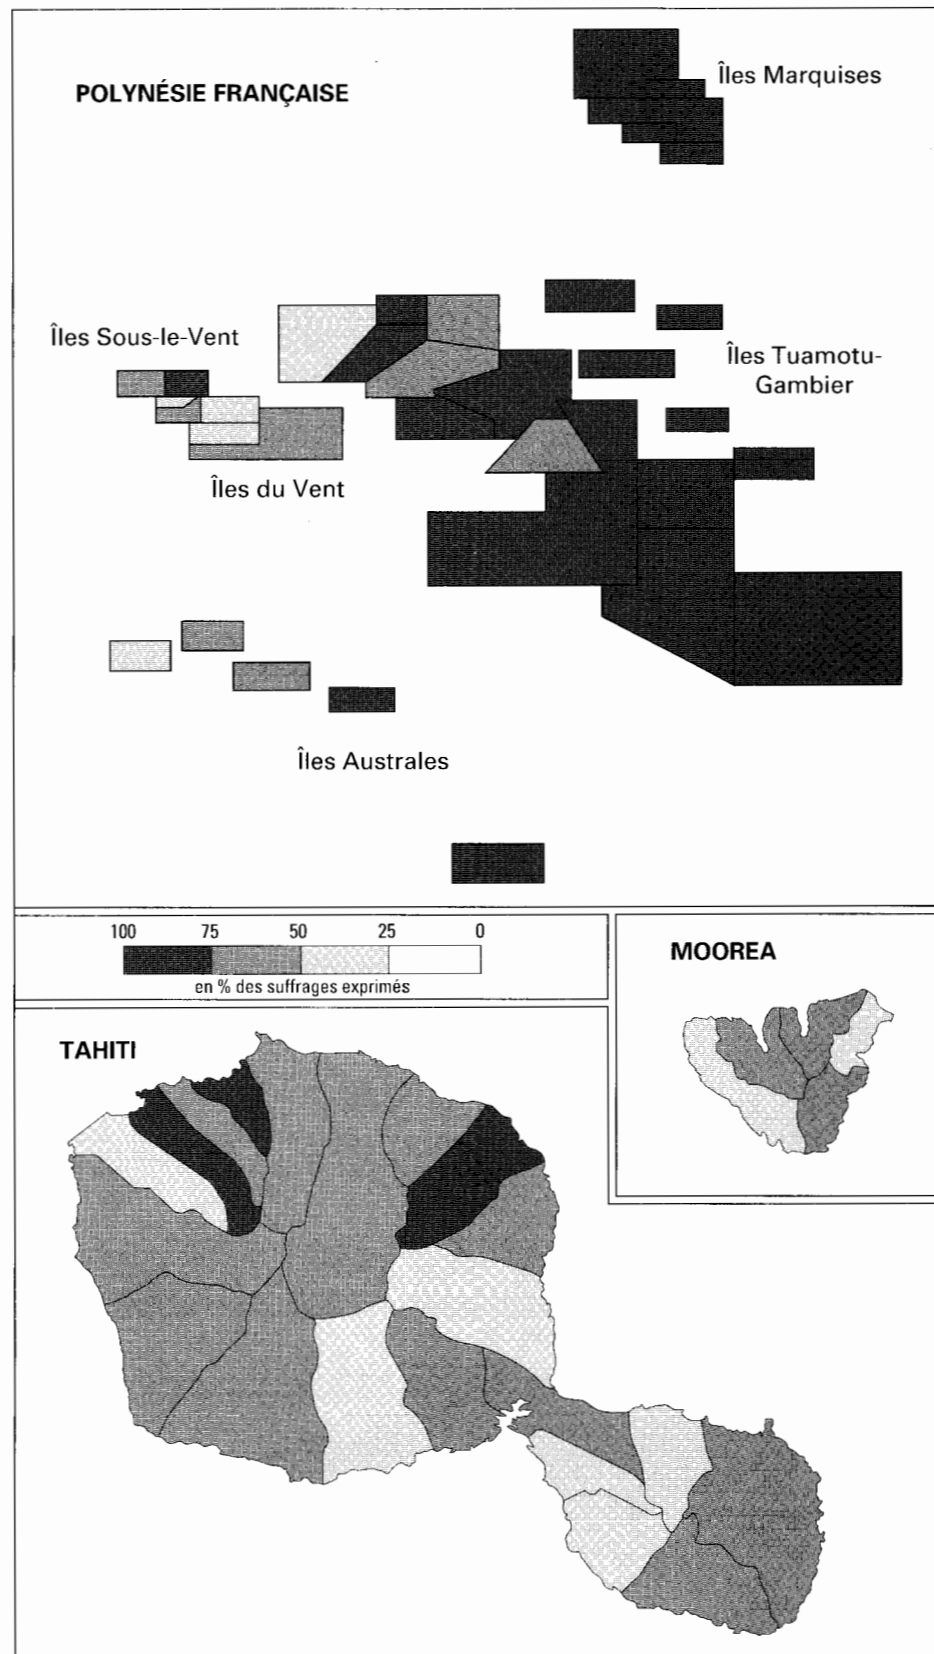 POLYNÉSIE FRANÇAISE
Îles Marquises
Îles Sous-le-Vent
Îles Tuamotu-
Gambier
Îles du Vent
Îles Australes
100 75 50 25 0
en % des suffrages exprimés
MOOREA
TAHITI